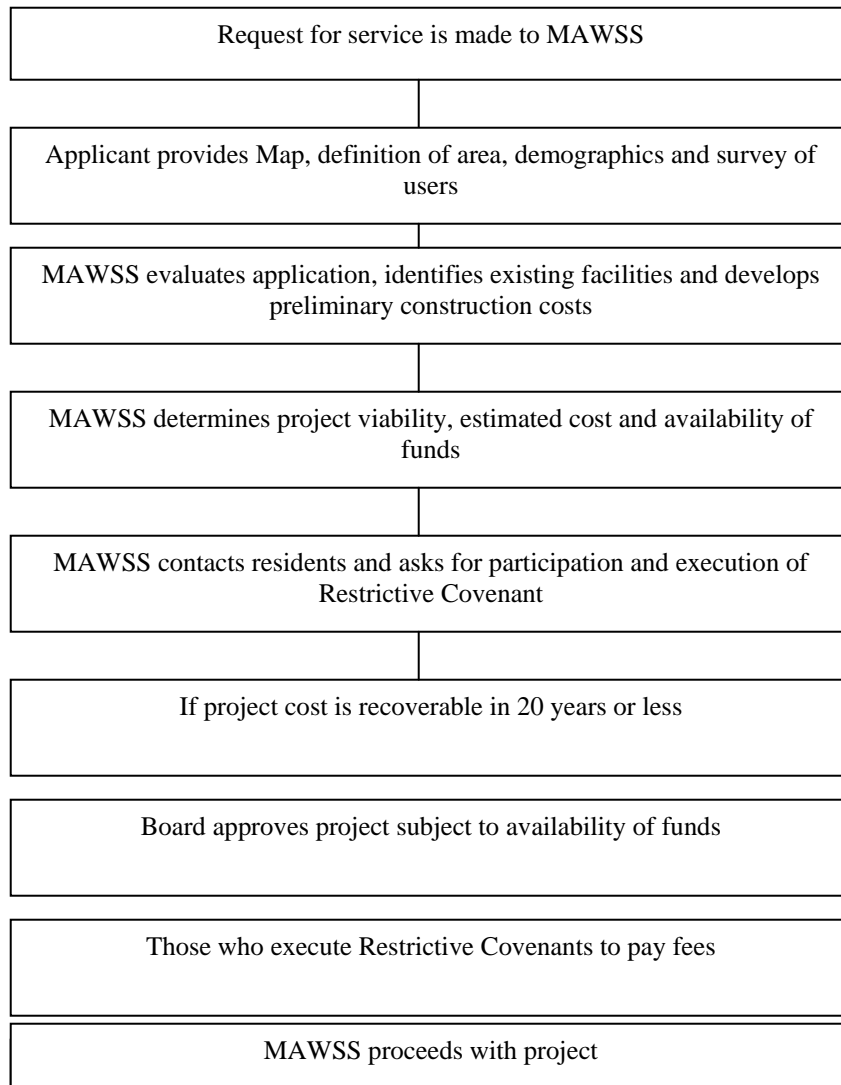 Request for service is made to MAWSS
Applicant provides Map, definition of area, demographics and survey of
users
MAWSS evaluates application, identifies existing facilities and develops
preliminary construction costs
MAWSS determines project viability, estimated cost and availability of
funds
MAWSS contacts residents and asks for participation and execution of
Restrictive Covenant
If project cost is recoverable in 20 years or less
Board approves project subject to availability of funds
Those who execute Restrictive Covenants to pay fees
MAWSS proceeds with project